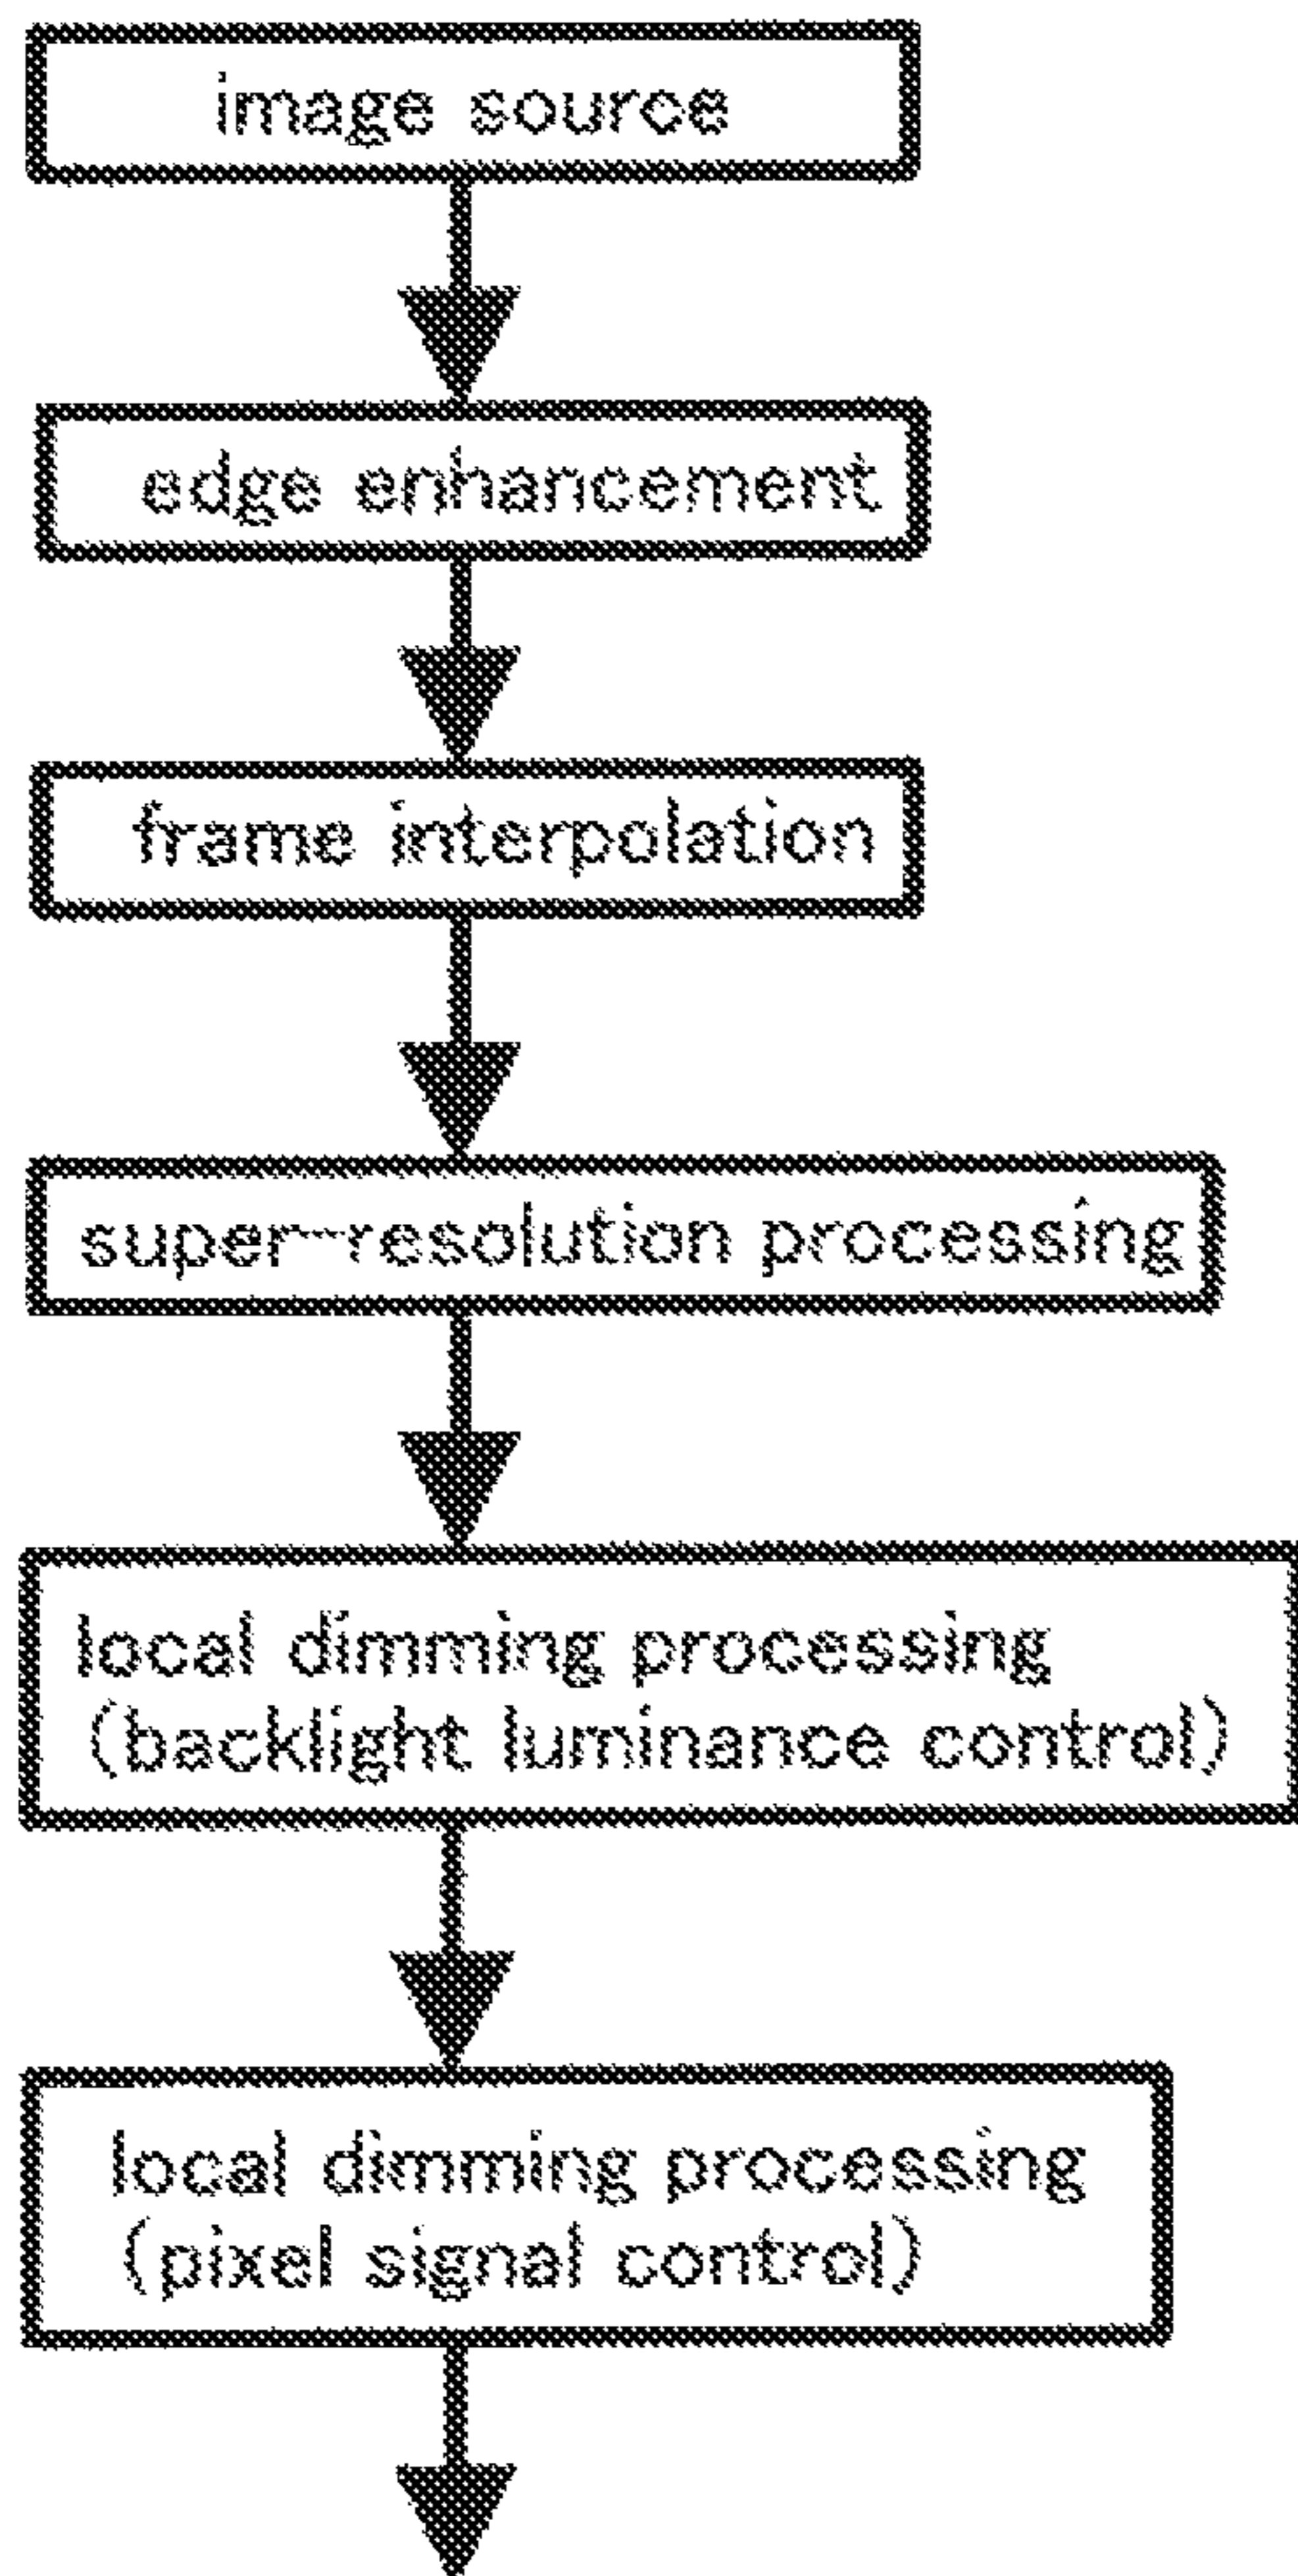 image source
edge enhancement
frame interpolation
super-resolution processing
local dimming processing
(backlight luminance control)
local dimming processing
(pixel signal control)